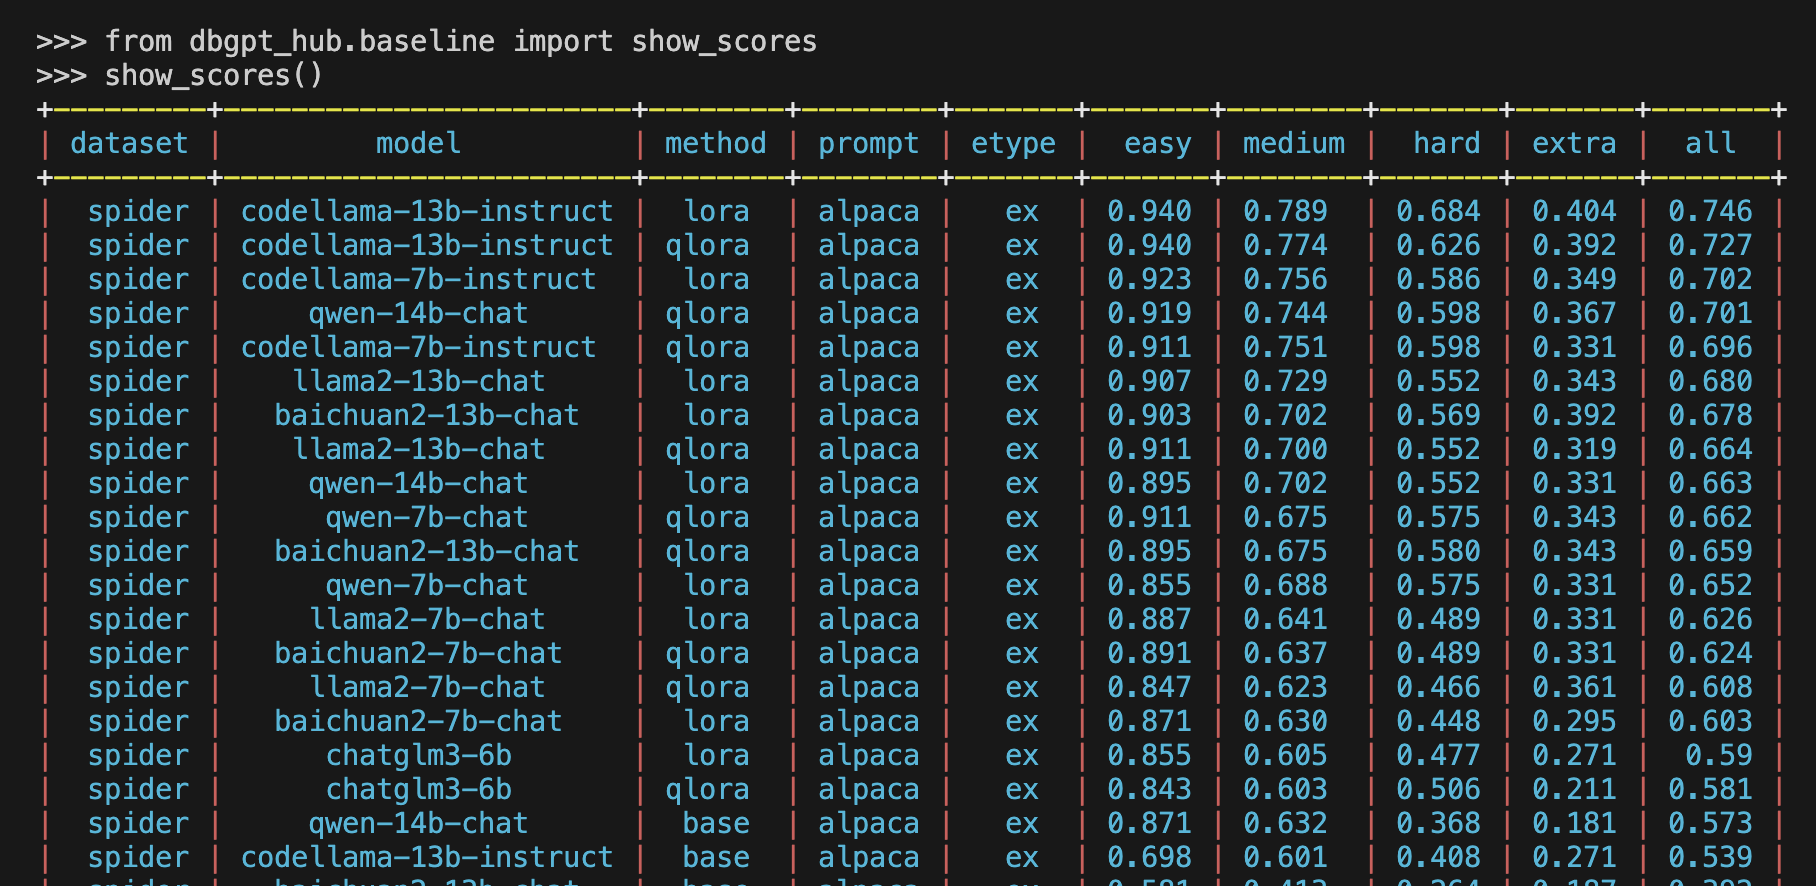 >>> from dbgpt_hub.baseline import show_scores
>>> show_scores()
+---------+------------------------+--------+--------+-------+-------+--------+-------+-------+-------+
| dataset | model | method | prompt | etype | easy | medium | hard | extra | all |
+---------+------------------------+--------+--------+-------+-------+--------+-------+-------+-------+
| spider | codellama-13b-instruct | lora | alpaca | ex | 0.940 | 0.789 | 0.684 | 0.404 | 0.746 |
| spider | codellama-13b-instruct | qlora | alpaca | ex | 0.940 | 0.774 | 0.626 | 0.392 | 0.727 |
| spider | codellama-7b-instruct | lora | alpaca | ex | 0.923 | 0.756 | 0.586 | 0.349 | 0.702 |
| spider | qwen-14b-chat | qlora | alpaca | ex | 0.919 | 0.744 | 0.598 | 0.367 | 0.701 |
| spider | codellama-7b-instruct | qlora | alpaca | ex | 0.911 | 0.751 | 0.598 | 0.331 | 0.696 |
| spider | llama2-13b-chat | lora | alpaca | ex | 0.907 | 0.729 | 0.552 | 0.343 | 0.680 |
| spider | baichuan2-13b-chat | lora | alpaca | ex | 0.903 | 0.702 | 0.569 | 0.392 | 0.678 |
| spider | llama2-13b-chat | qlora | alpaca | ex | 0.911 | 0.700 | 0.552 | 0.319 | 0.664 |
| spider | qwen-14b-chat | lora | alpaca | ex | 0.895 | 0.702 | 0.552 | 0.331 | 0.663 |
| spider | qwen-7b-chat | qlora | alpaca | ex | 0.911 | 0.675 | 0.575 | 0.343 | 0.662 |
| spider | baichuan2-13b-chat | qlora | alpaca | ex | 0.895 | 0.675 | 0.580 | 0.343 | 0.659 |
| spider | qwen-7b-chat | lora | alpaca | ex | 0.855 | 0.688 | 0.575 | 0.331 | 0.652 |
| spider | llama2-7b-chat | lora | alpaca | ex | 0.887 | 0.641 | 0.489 | 0.331 | 0.626 |
| spider | baichuan2-7b-chat | qlora | alpaca | ex | 0.891 | 0.637 | 0.489 | 0.331 | 0.624 |
| spider | llama2-7b-chat | qlora | alpaca | ex | 0.847 | 0.623 | 0.466 | 0.361 | 0.608 |
| spider | baichuan2-7b-chat | lora | alpaca | ex | 0.871 | 0.630 | 0.448 | 0.295 | 0.603 |
| spider | chatglm3-6b | lora | alpaca | ex | 0.855 | 0.605 | 0.477 | 0.271 | 0.59 |
| spider | chatglm3-6b | qlora | alpaca | ex | 0.843 | 0.603 | 0.506 | 0.211 | 0.581 |
| spider | qwen-14b-chat | base | alpaca | ex | 0.871 | 0.632 | 0.368 | 0.181 | 0.573 |
| spider | codellama-13b-instruct | base | alpaca | ex | 0.698 | 0.601 | 0.408 | 0.271 | 0.539 |